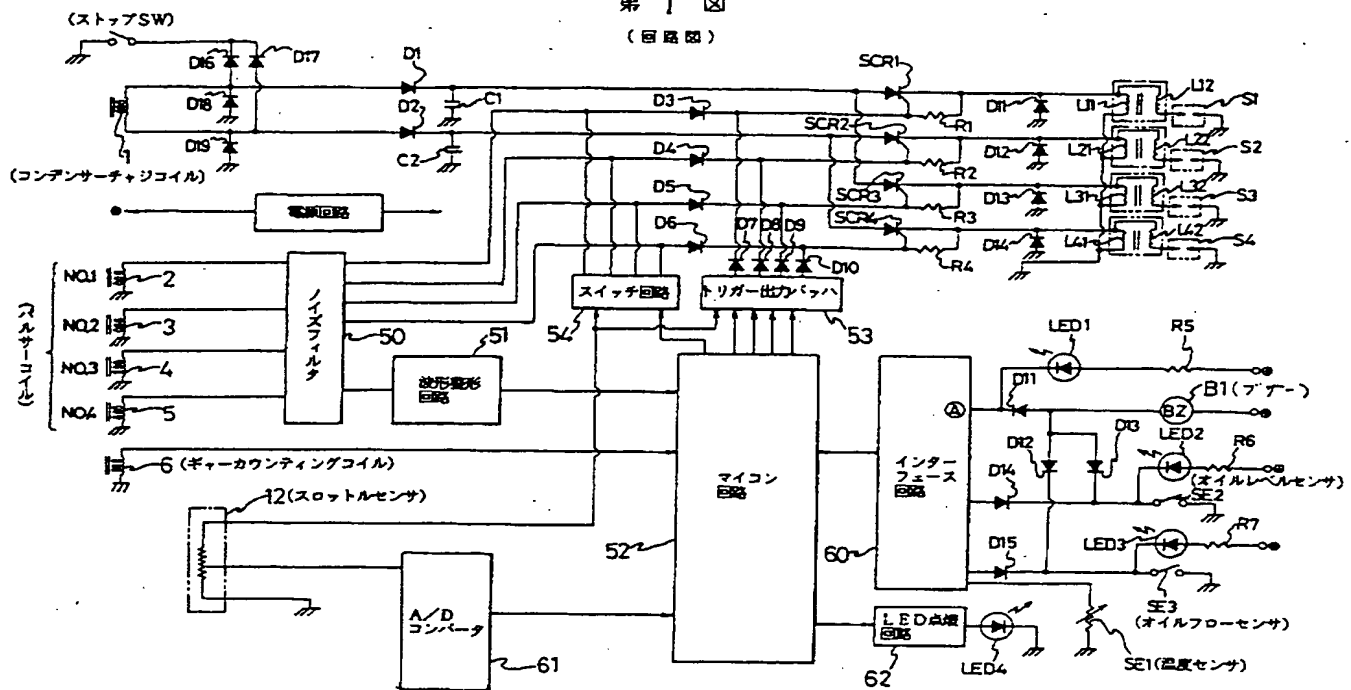 第 1 図
(回路図)
(ストップSW)
D16
D17
D1
SCR1
L12
D18
D2
C1
D3
L11
S1
D11
R1
SCR2
D19
1
C2
D4
L22
D12
L21
S2
(コンデンサーチャジコイル)
R2
D5
SCR3
L32
D13
L31
S3
電源回路
R3
D6
SCR4
D7
D8
D9
L42
D14
L41
S4
R4
D10
(パルサーコイル)
NO.1
2
NO.2
3
NO.3
4
NO.4
5
ノイズフィルタ
50
スイッチ回路
54
トリガー出力バッハ
53
51
波形整形
回路
LED1
R5
D11
B1(ブザー)
BZ
A
6 (ギャーカウンティングコイル)
12(スロットルセンサ)
マイコン
回路
52
インター
フェース
回路
60
D12
D13
LED2
R6
(オイルレベルセンサ)
D14
SE2
LED3
R7
D15
SE3
(オイルフローセンサ)
A/D
コンバータ
61
LED点燈
回路
62
LED4
SE1(温度センサ)